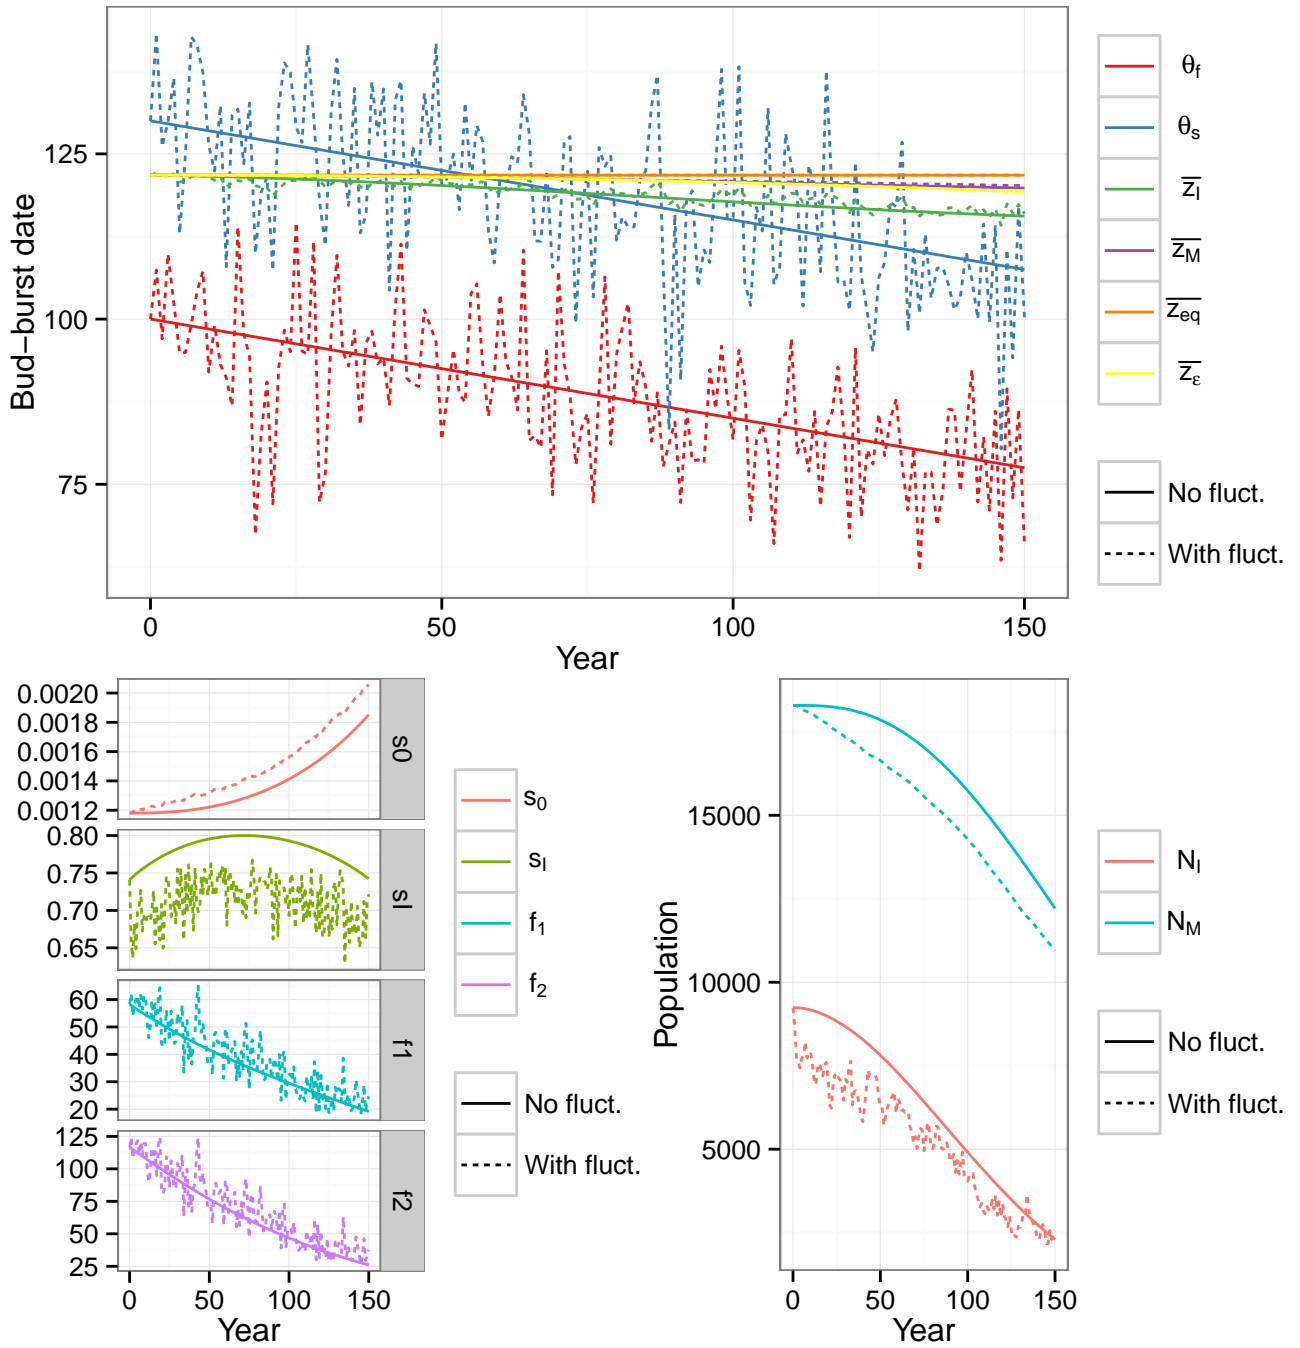 Bud−burst date
125
100
75
0
50
100
150
Year
θf
θs
zI
zM
zeq
zε
No fluct.
With fluct.
0.0020
0.0018
0.0016
0.0014
0.0012
s0
0.80
0.75
0.70
0.65
sI
60
50
40
30
20
f1
125
100
75
50
25
f2
0
50
100
150
Year
s0
sI
f1
f2
No fluct.
With fluct.
Population
15000
10000
5000
0
50
100
150
Year
NI
NM
No fluct.
With fluct.